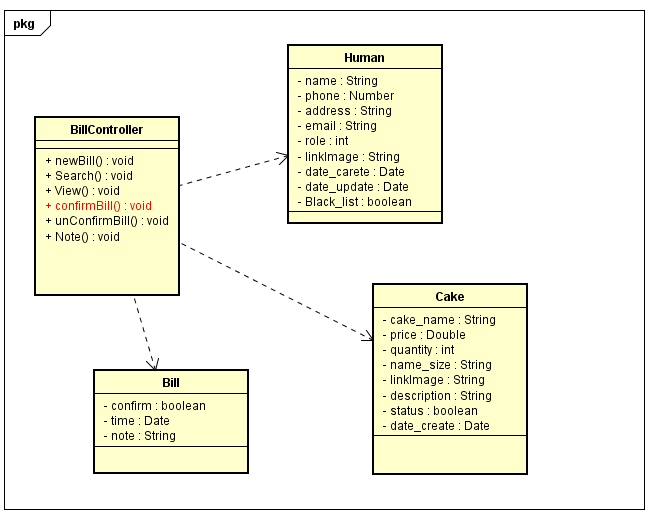 pkg
Human
- name : String
- phone : Number
- address : String
- email : String
- role : int
- linkImage : String
- date_carete : Date
- date_update : Date
- Black_list : boolean
BillController
+ newBill() : void
+ Search() : void
+ View() : void
+ confirmBill() : void
+ unConfirmBill() : void
+ Note() : void
Cake
- cake_name : String
- price : Double
- quantity : int
- name_size : String
- linkImage : String
- description : String
- status : boolean
- date_create : Date
Bill
- confirm : boolean
- time : Date
- note : String